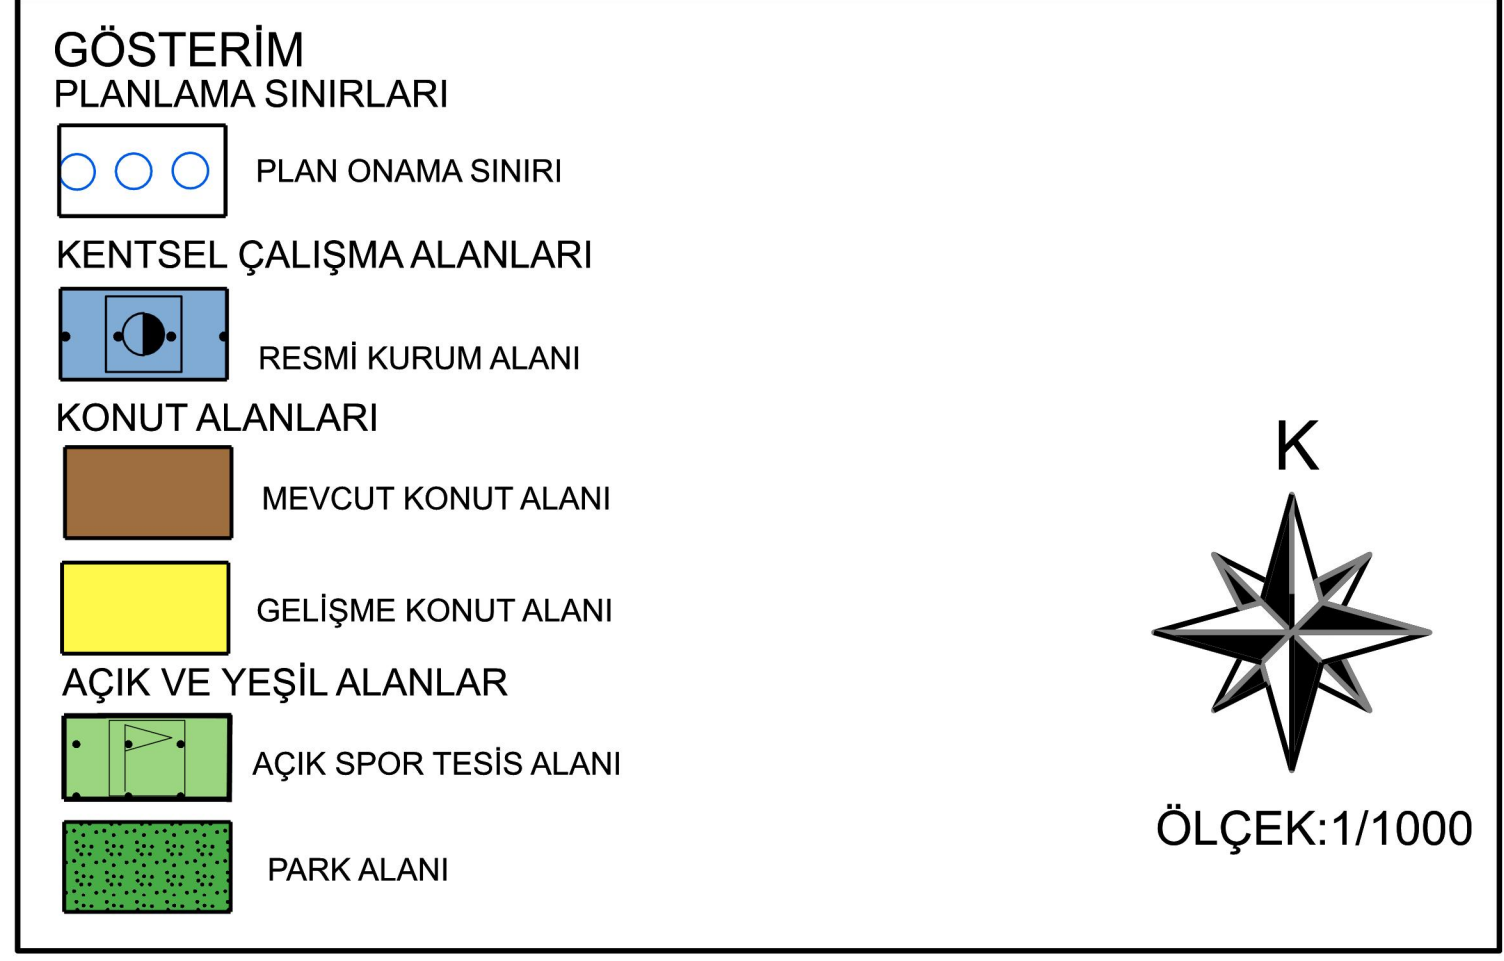 GÖSTERİM
PLANLAMA SINIRLARI
PLAN ONAMA SINIRI
KENTSEL ÇALIŞMA ALANLARI
RESMİ KURUM ALANI
KONUT ALANLARI
MEVCUT KONUT ALANI
GELİŞME KONUT ALANI
AÇIK VE YEŞİL ALANLAR
AÇIK SPOR TESİS ALANI
PARK ALANI
K
ÖLÇEK:1/1000